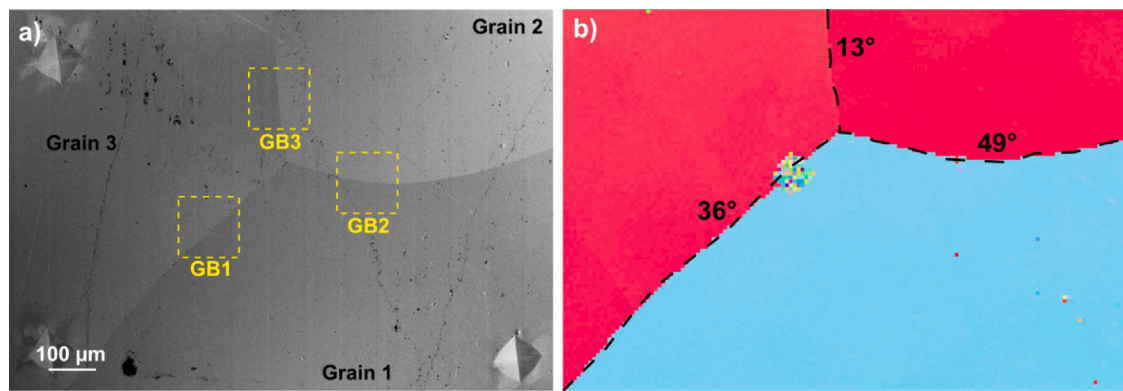 a)
Grain 2
GB3
Grain 3
GB2
GB1
100 µm
Grain 1
b)
13°
49°
36°